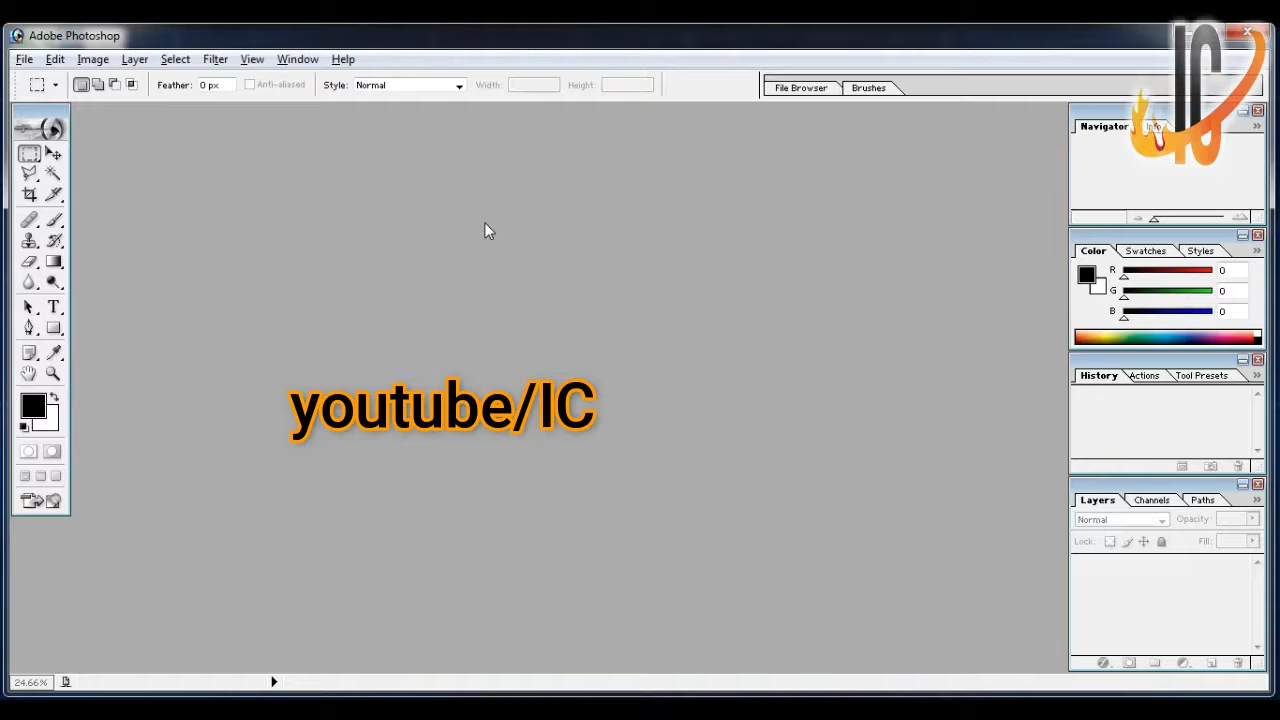 Adobe Photoshop
File Edit Image Layer Select Filter View Window Help
Feather: 0 px Anti-aliased Style: Normal Width: Height: File Browser Brushes
Navigator Info
Color Swatches Styles
R 0
G 0
B 0
History Actions Tool Presets
youtube/IC
Layers Channels Paths
Normal Opacity:
Lock: Fill:
24.66%
IC